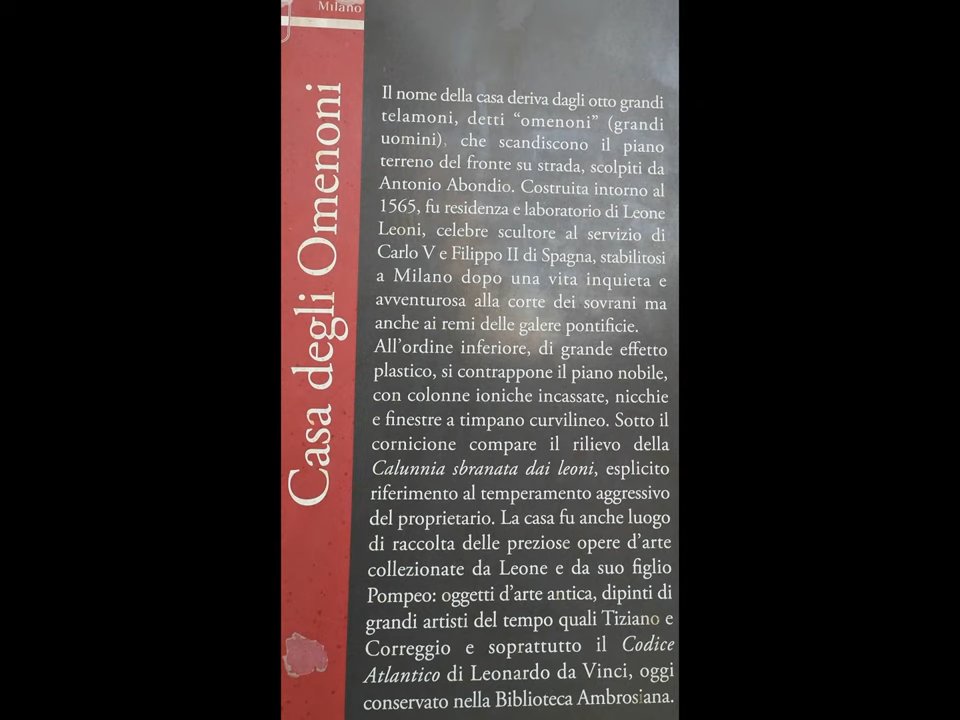 Milano
Casa degli Omenoni
Il nome della casa deriva dagli otto grandi
telamoni, detti “omenoni” (grandi
uomini), che scandiscono il piano
terreno del fronte su strada, scolpiti da
Antonio Abondio. Costruita intorno al
1565, fu residenza e laboratorio di Leone
Leoni, celebre scultore al servizio di
Carlo V e Filippo II di Spagna, stabilitosi
a Milano dopo una vita inquieta e
avventurosa alla corte dei sovrani ma
anche ai remi delle galere pontificie.
All’ordine inferiore, di grande effetto
plastico, si contrappone il piano nobile,
con colonne ioniche incassate, nicchie
e finestre a timpano curvilineo. Sotto il
cornicione compare il rilievo della
Calunnia sbranata dai leoni, esplicito
riferimento al temperamento aggressivo
del proprietario. La casa fu anche luogo
di raccolta delle preziose opere d’arte
collezionate da Leone e da suo figlio
Pompeo: oggetti d’arte antica, dipinti di
grandi artisti del tempo quali Tiziano e
Correggio e soprattutto il Codice
Atlantico di Leonardo da Vinci, oggi
conservato nella Biblioteca Ambrosiana.